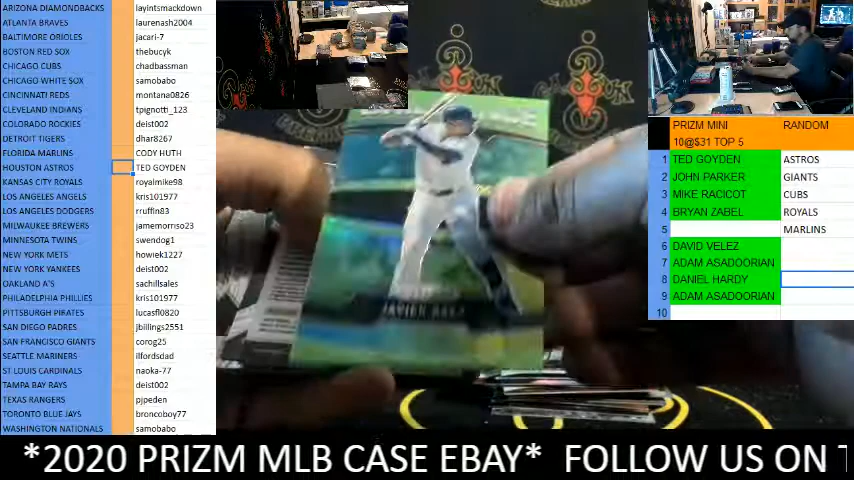 ARIZONA DIAMONDBACKS layintsmackdown
ATLANTA BRAVES laurenash2004
BALTIMORE ORIOLES jacari-7
BOSTON RED SOX thebucyk
CHICAGO CUBS chadbassman
CHICAGO WHITE SOX samobabo
CINCINNATI REDS montana0826
CLEVELAND INDIANS tpignotti_123
COLORADO ROCKIES deist002
DETROIT TIGERS dhar8267
FLORIDA MARLINS CODY HUTH
HOUSTON ASTROS TED GOYDEN
KANSAS CITY ROYALS royalmike98
LOS ANGELES ANGELS kris101977
LOS ANGELES DODGERS rruffin83
MILWAUKEE BREWERS jamemorriso23
MINNESOTA TWINS swendog1
NEW YORK METS howiek1227
NEW YORK YANKEES deist002
OAKLAND A'S sachillsales
PHILADELPHIA PHILLIES kris101977
PITTSBURGH PIRATES lucasfl0820
SAN DIEGO PADRES jbillings2551
SAN FRANCISCO GIANTS corog25
SEATTLE MARINERS ilfordsdad
ST LOUIS CARDINALS naoka-77
TAMPA BAY RAYS deist002
TEXAS RANGERS pjpeden
TORONTO BLUE JAYS broncoboy77
WASHINGTON NATIONALS samobabo
JAVIER
PRIZM MINI RANDOM
10@$31 TOP 5
1 TED GOYDEN ASTROS
2 JOHN PARKER GIANTS
3 MIKE RACICOT CUBS
4 BRYAN ZABEL ROYALS
5 MARLINS
6 DAVID VELEZ
7 ADAM ASADOORIAN
8 DANIEL HARDY
9 ADAM ASADOORIAN
10
*2020 PRIZM MLB CASE EBAY* FOLLOW US ON